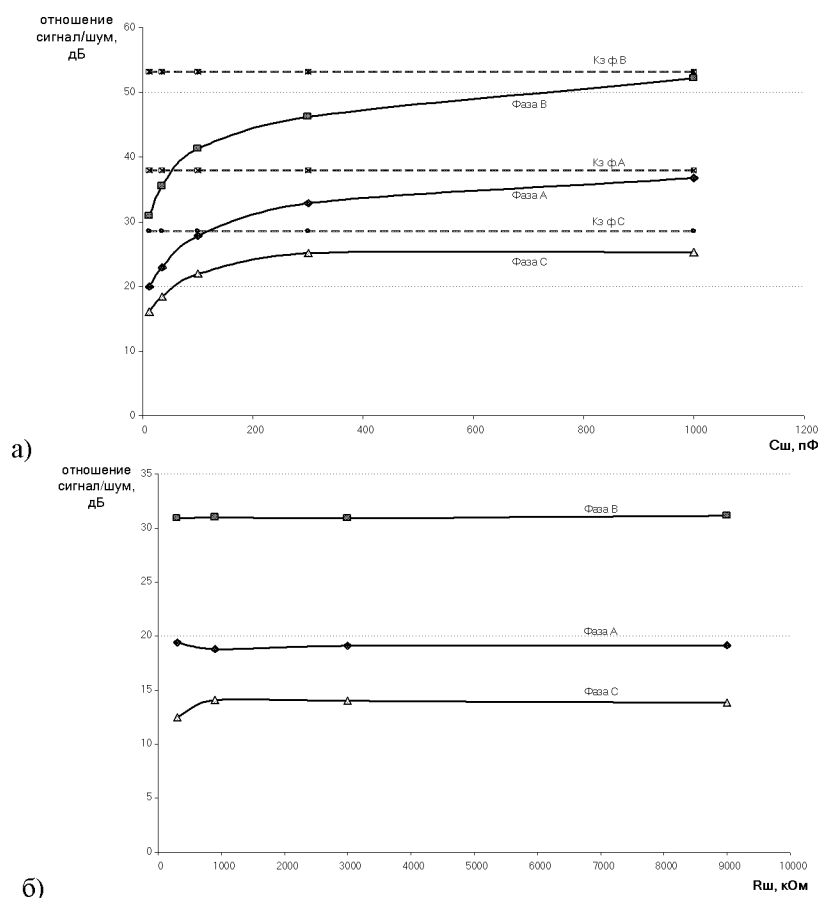 отношение
сигнал/шум,
дБ
60
50
40
30
20
10
0
Кз ф.В
Фаза В
Кз ф.А
Фаза А
Кз ф.С
Фаза С
0 200 400 600 800 1000 1200
Сш, пФ
а)
отношение
сигнал/шум,
дБ
35
30
25
20
15
10
5
0
Фаза В
Фаза А
Фаза С
0 1000 2000 3000 4000 5000 6000 7000 8000 9000 10000
Rш, кОм
б)